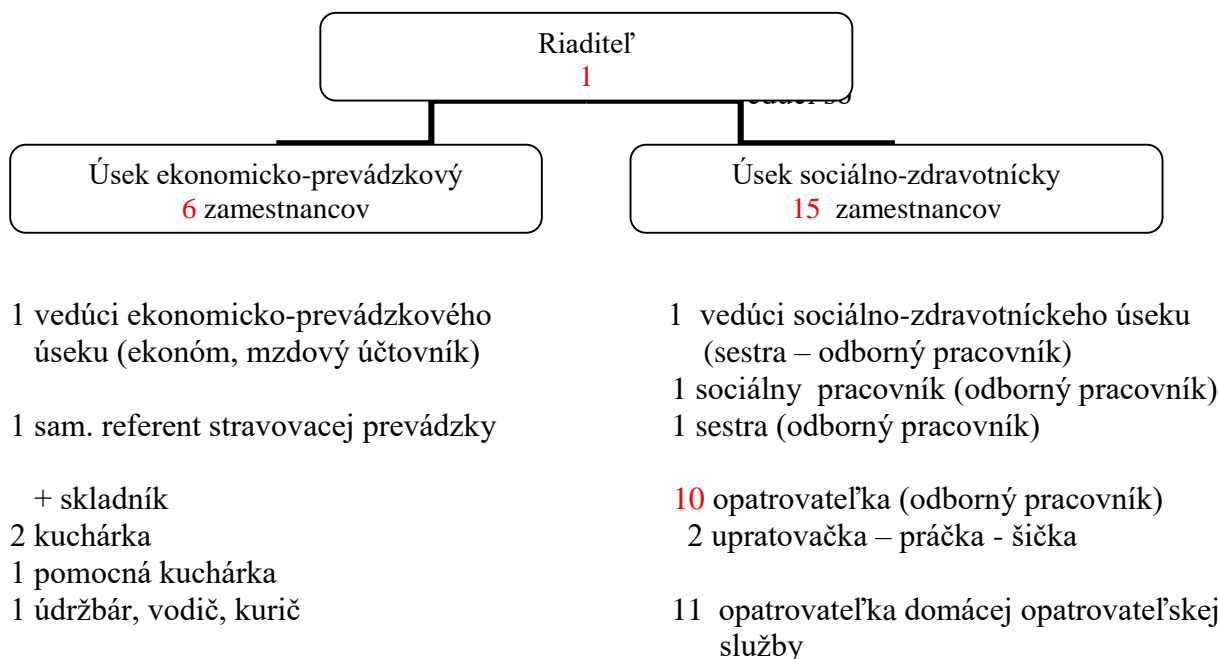 Riaditeľ
1
Úsek ekonomicko-prevádzkový
6 zamestnancov
Úsek sociálno-zdravotnícky
15 zamestnancov
1 vedúci ekonomicko-prevádzkového
úseku (ekonóm, mzdový účtovník)
1 sam. referent stravovacej prevádzky
+ skladník
2 kuchárka
1 pomocná kuchárka
1 údržbár, vodič, kurič
1 vedúci sociálno-zdravotníckeho úseku
(sestra – odborný pracovník)
1 sociálny pracovník (odborný pracovník)
1 sestra (odborný pracovník)
10 opatrovateľka (odborný pracovník)
2 upratovačka – práčka - šička
11 opatrovateľka domácej opatrovateľskej
služby